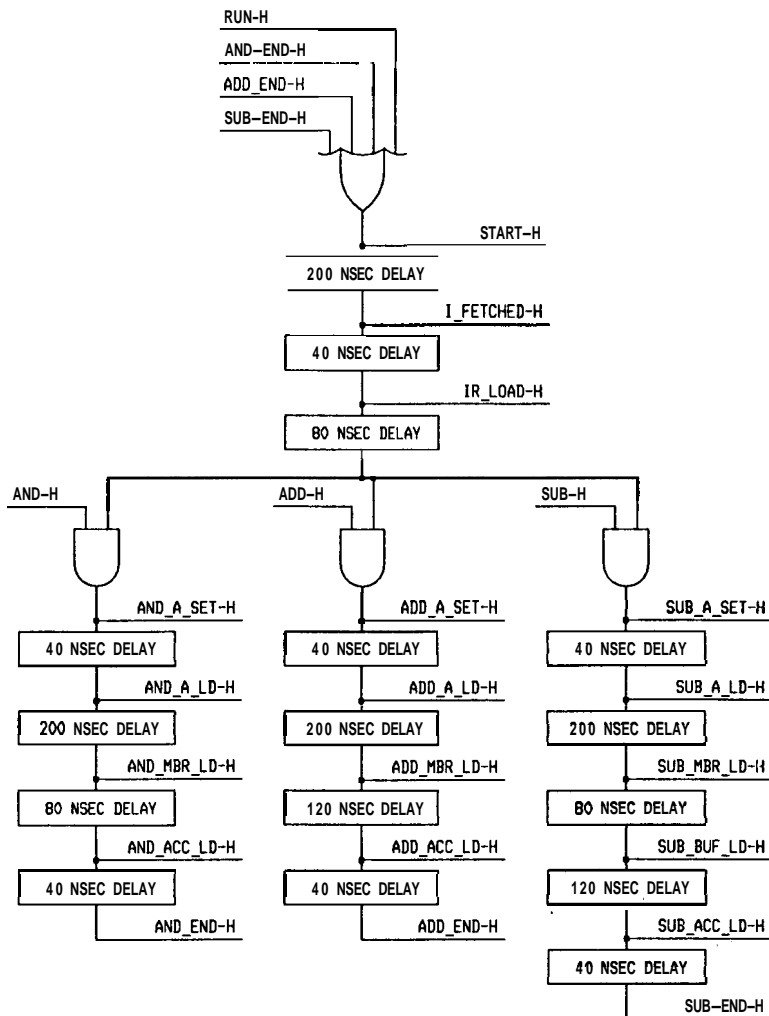 RUN-H
AND-END-H
ADD_END-H
SUB-END-H
START-H
200 NSEC DELAY
I_FETCHED-H
40 NSEC DELAY
IR_LOAD-H
80 NSEC DELAY
AND-H
ADD-H
SUB-H
AND_A_SET-H
ADD_A_SET-H
SUB_A_SET-H
40 NSEC DELAY
40 NSEC DELAY
40 NSEC DELAY
AND_A_LD-H
ADD_A_LD-H
SUB_A_LD-H
200 NSEC DELAY
200 NSEC DELAY
200 NSEC DELAY
AND_MBR_LD-H
ADD_MBR_LD-H
SUB_MBR_LD-H
80 NSEC DELAY
120 NSEC DELAY
80 NSEC DELAY
AND_ACC_LD-H
ADD_ACC_LD-H
SUB_BUF_LD-H
40 NSEC DELAY
40 NSEC DELAY
120 NSEC DELAY
AND_END-H
ADD_END-H
SUB_ACC_LD-H
40 NSEC DELAY
SUB-END-H